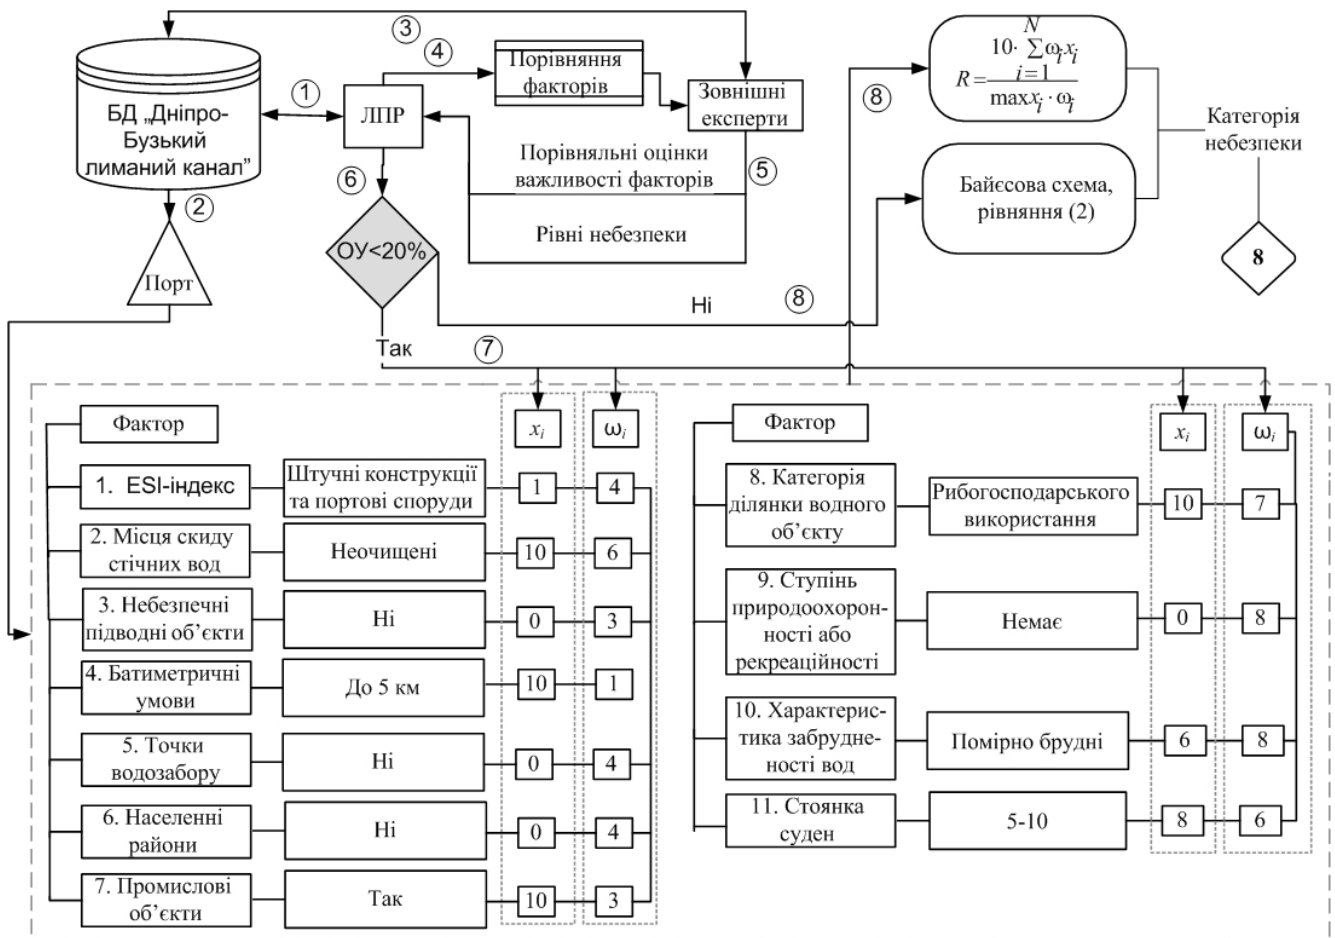 БД „Дніпро-
Бузький
лиманий канал”
1
2
Порт
ЛПР
3
4
Порівняння
факторів
Зовнішні
експерти
Порівняльні оцінки
важливості факторів
5
Рівні небезпеки
6
ОУ<20%
Ні
8
Так
7
8
N
10· ∑ωixi
R = i=1
max xi · ωi
Байєсова схема,
рівняння (2)
Категорія
небезпеки
8
Фактор
xi
ωi
1. ESI-індекс
Штучні конструкції
та портові споруди
1
4
2. Місця скиду
стічних вод
Неочищені
10
6
3. Небезпечні
підводні об’єкти
Ні
0
3
4. Батиметричні
умови
До 5 км
10
1
5. Точки
водозабору
Ні
0
4
6. Населенні
райони
Ні
0
4
7. Промислові
об’єкти
Так
10
3
Фактор
xi
ωi
8. Категорія
ділянки водного
об’єкту
Рибогосподарського
використання
10
7
9. Ступінь
природоохорон-
ності або
рекреаційності
Немає
0
8
10. Характерис-
тика забрудне-
ності вод
Помірно брудні
6
8
11. Стоянка
суден
5-10
8
6